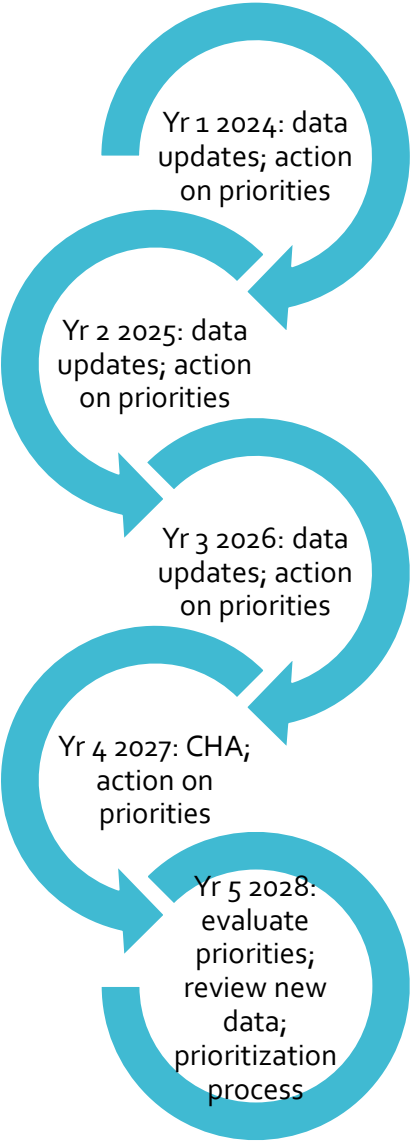 Yr 1 2024: data
updates; action
on priorities
Yr 2 2025: data
updates; action
on priorities
Yr 3 2026: data
updates; action
on priorities
Yr 4 2027: CHA;
action on
priorities
Yr 5 2028:
evaluate
priorities;
review new
data;
prioritization
process